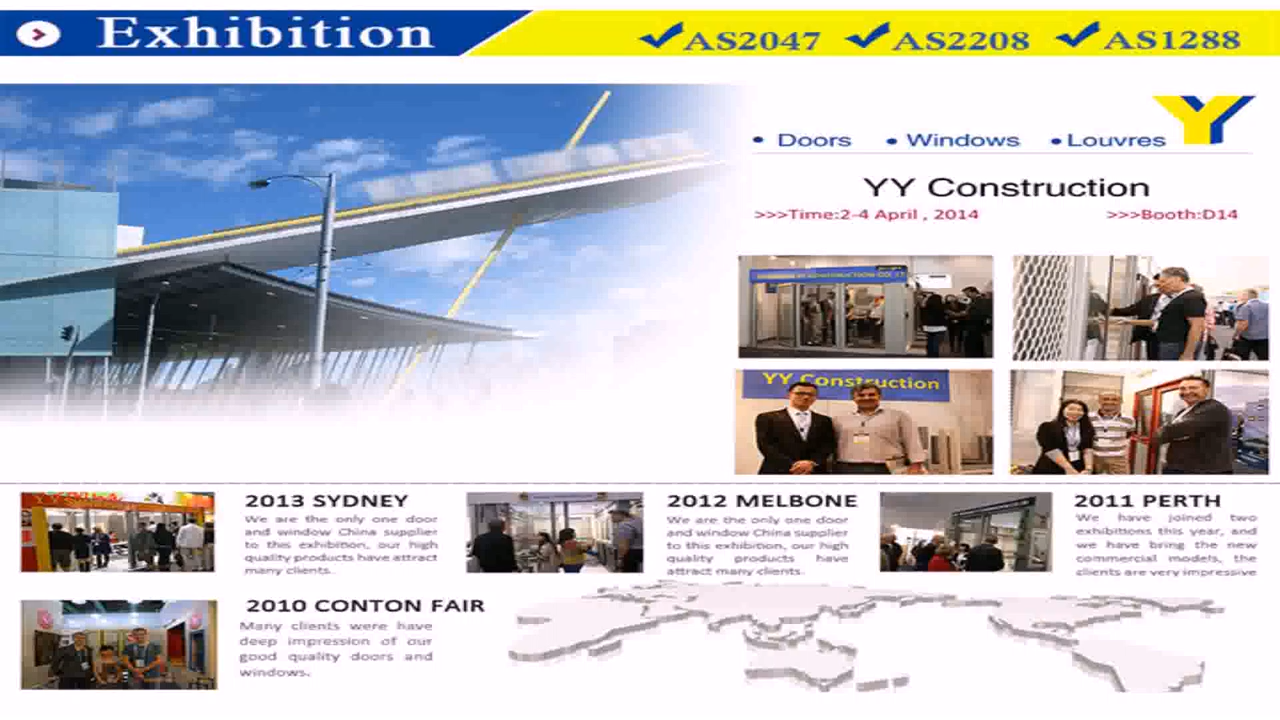 Exhibition
AS2047 AS2208 AS1288
• Doors • Windows • Louvres
YY Construction
>>>Time:2-4 April , 2014 >>>Booth:D14
YY Construction
2013 SYDNEY
We are the only one door
and window China supplier
to this exhibition, our high
quality products have attract
many clients.
2012 MELBONE
We are the only one door
and window China supplier
to this exhibition, our high
quality products have
attract many clients.
2011 PERTH
We have joined two
exhibitions this year, and
we have bring the new
commercial models, the
clients are very impressive
2010 CONTON FAIR
Many clients were have
deep impression of our
good quality doors and
windows.